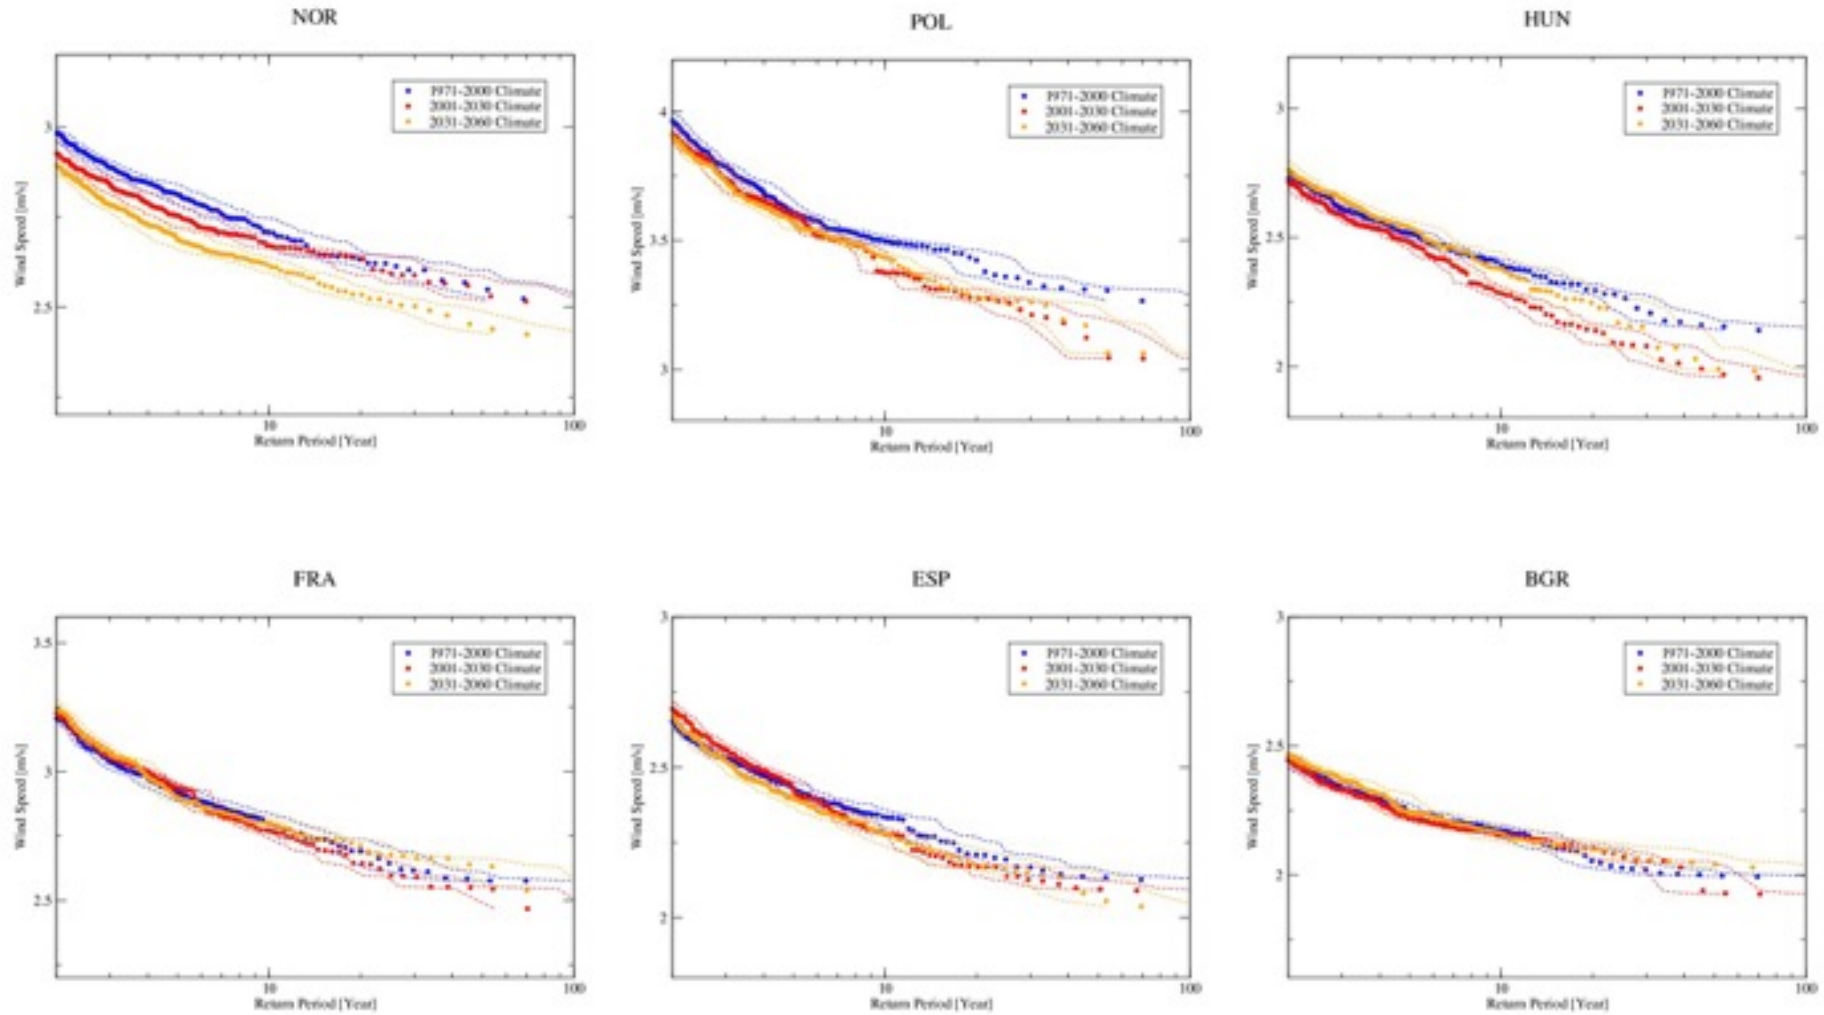 NOR
3
2.5
Wind Speed [m/s]
1971-2000 Climate
2001-2030 Climate
2031-2060 Climate
10
100
Return Period [Year]
POL
4
3.5
3
Wind Speed [m/s]
1971-2000 Climate
2001-2030 Climate
2031-2060 Climate
10
100
Return Period [Year]
HUN
3
2.5
2
Wind Speed [m/s]
1971-2000 Climate
2001-2030 Climate
2031-2060 Climate
10
100
Return Period [Year]
FRA
3.5
3
2.5
Wind Speed [m/s]
1971-2000 Climate
2001-2030 Climate
2031-2060 Climate
10
100
Return Period [Year]
ESP
3
2.5
2
Wind Speed [m/s]
1971-2000 Climate
2001-2030 Climate
2031-2060 Climate
10
100
Return Period [Year]
BGR
3
2.5
2
Wind Speed [m/s]
1971-2000 Climate
2001-2030 Climate
2031-2060 Climate
10
100
Return Period [Year]